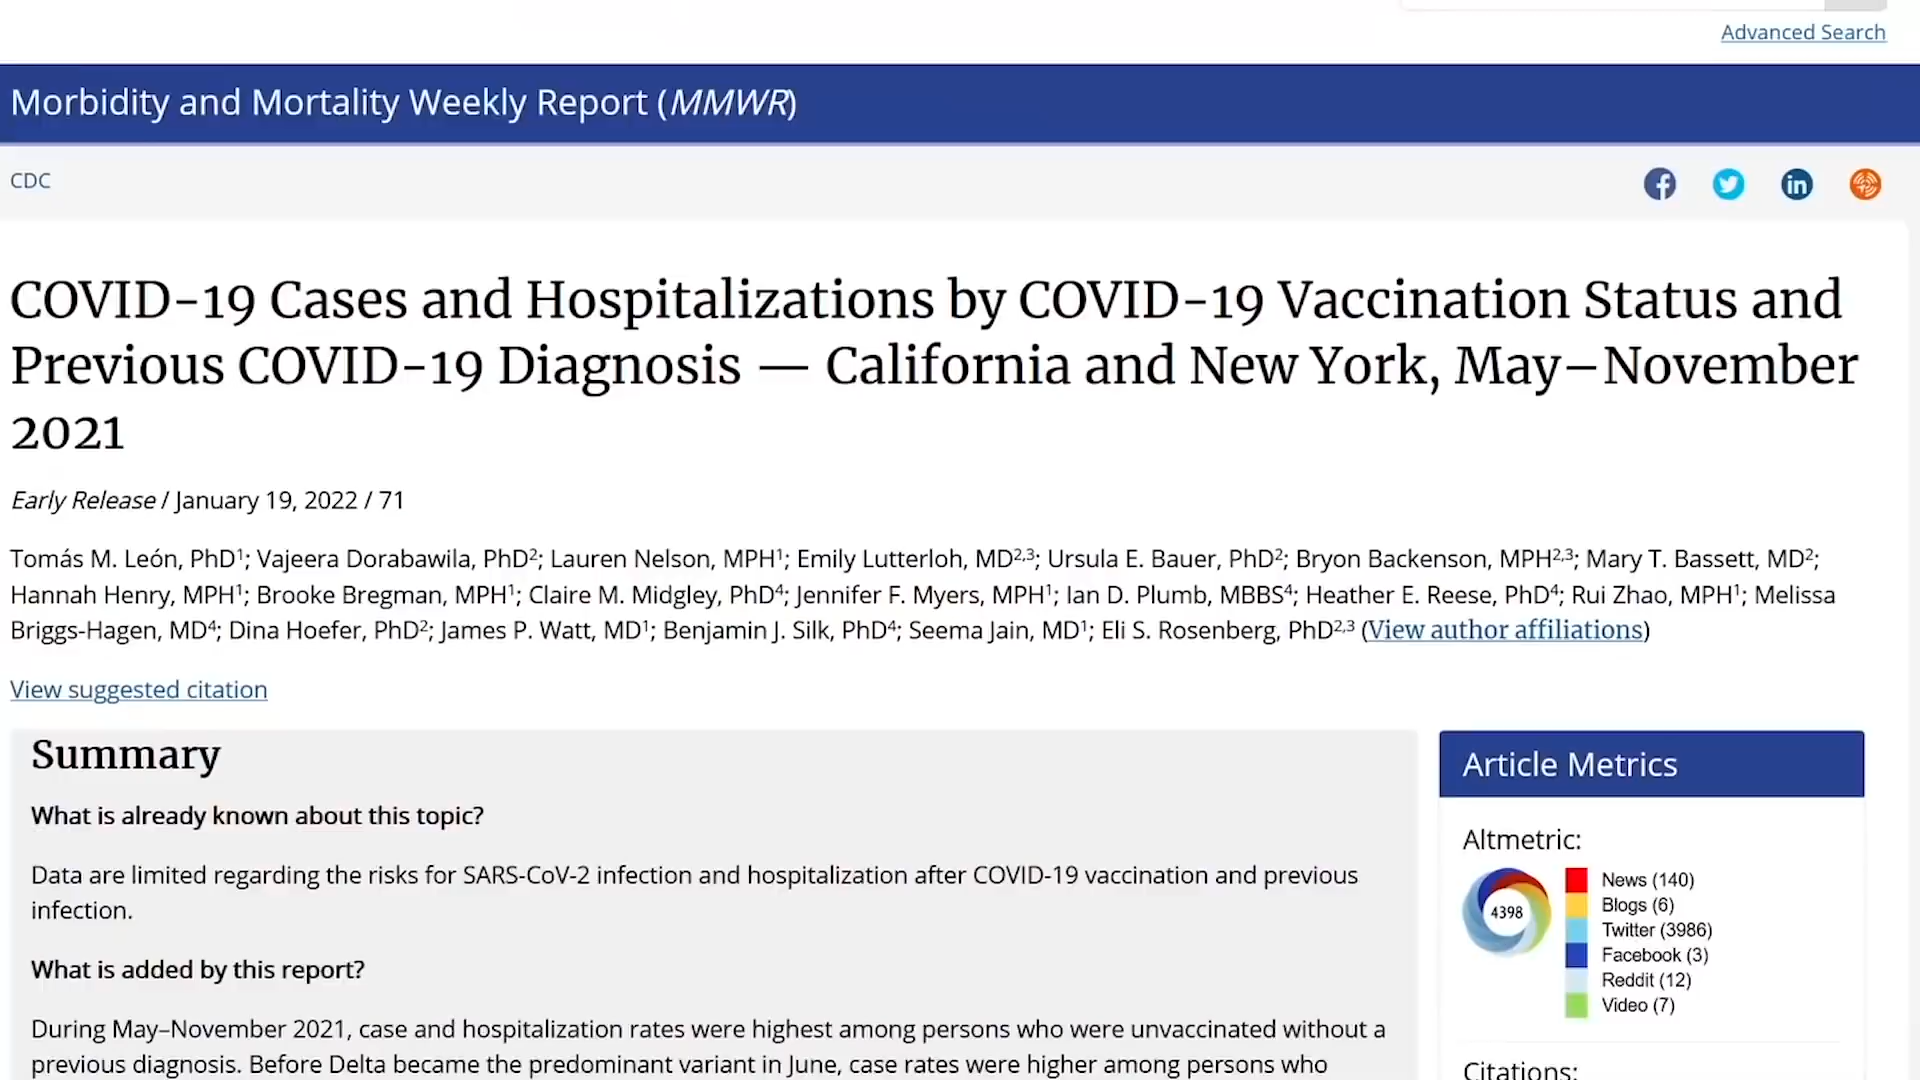 Advanced Search
Morbidity and Mortality Weekly Report (MMWR)
CDC
COVID-19 Cases and Hospitalizations by COVID-19 Vaccination Status and
Previous COVID-19 Diagnosis — California and New York, May–November
2021
Early Release / January 19, 2022 / 71
Tomás M. León, PhD¹; Vajeera Dorabawila, PhD²; Lauren Nelson, MPH¹; Emily Lutterloh, MD²,³; Ursula E. Bauer, PhD²; Bryon Backenson, MPH²,³; Mary T. Bassett, MD²;
Hannah Henry, MPH¹; Brooke Bregman, MPH¹; Claire M. Midgley, PhD⁴; Jennifer F. Myers, MPH¹; Ian D. Plumb, MBBS⁴; Heather E. Reese, PhD⁴; Rui Zhao, MPH¹; Melissa
Briggs-Hagen, MD⁴; Dina Hoefer, PhD²; James P. Watt, MD¹; Benjamin J. Silk, PhD⁴; Seema Jain, MD¹; Eli S. Rosenberg, PhD²,³ (View author affiliations)
View suggested citation
Summary
What is already known about this topic?
Data are limited regarding the risks for SARS-CoV-2 infection and hospitalization after COVID-19 vaccination and previous
infection.
What is added by this report?
During May–November 2021, case and hospitalization rates were highest among persons who were unvaccinated without a
previous diagnosis. Before Delta became the predominant variant in June, case rates were higher among persons who
Article Metrics
Altmetric:
4398
News (140)
Blogs (6)
Twitter (3986)
Facebook (3)
Reddit (12)
Video (7)
Citations: